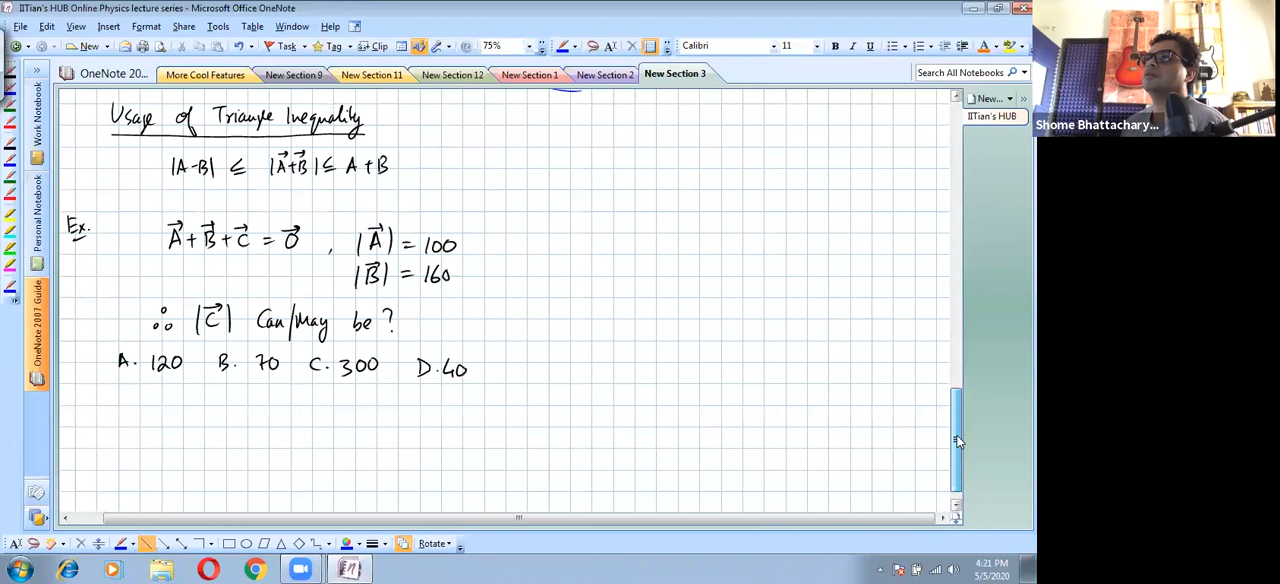 IITian's HUB Online Physics lecture series - Microsoft Office OneNote
File Edit View Insert Format Share Tools Table Window Help
New Task Tag Clip 75% Calibri 11 B I U
OneNote 20... More Cool Features New Section 9 New Section 11 New Section 12 New Section 1 New Section 2 New Section 3 Search All Notebooks
New...
IITian's HUB
Work Notebook
Personal Notebook
OneNote 2007 Guide
Shome Bhattachary...
Usage of Triangle Inequality
|A-B| ≤ |A⃗+B⃗| ≤ A+B
Ex.
A⃗+B⃗+C⃗ = 0⃗ , |A⃗| = 100
|B⃗| = 160
∴ |C⃗| Can/May be?
A. 120 B. 70 C. 300 D. 40
Rotate
4:21 PM
5/5/2020